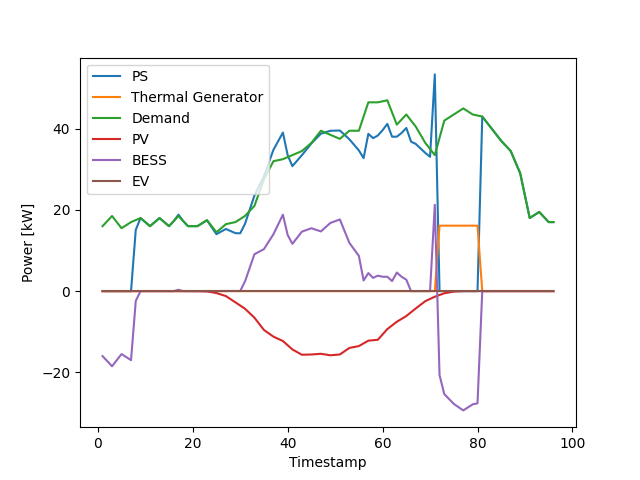 PS
Thermal Generator
Demand
PV
BESS
EV
Power [kW]
40
20
0
−20
0 20 40 60 80 100
Timestamp